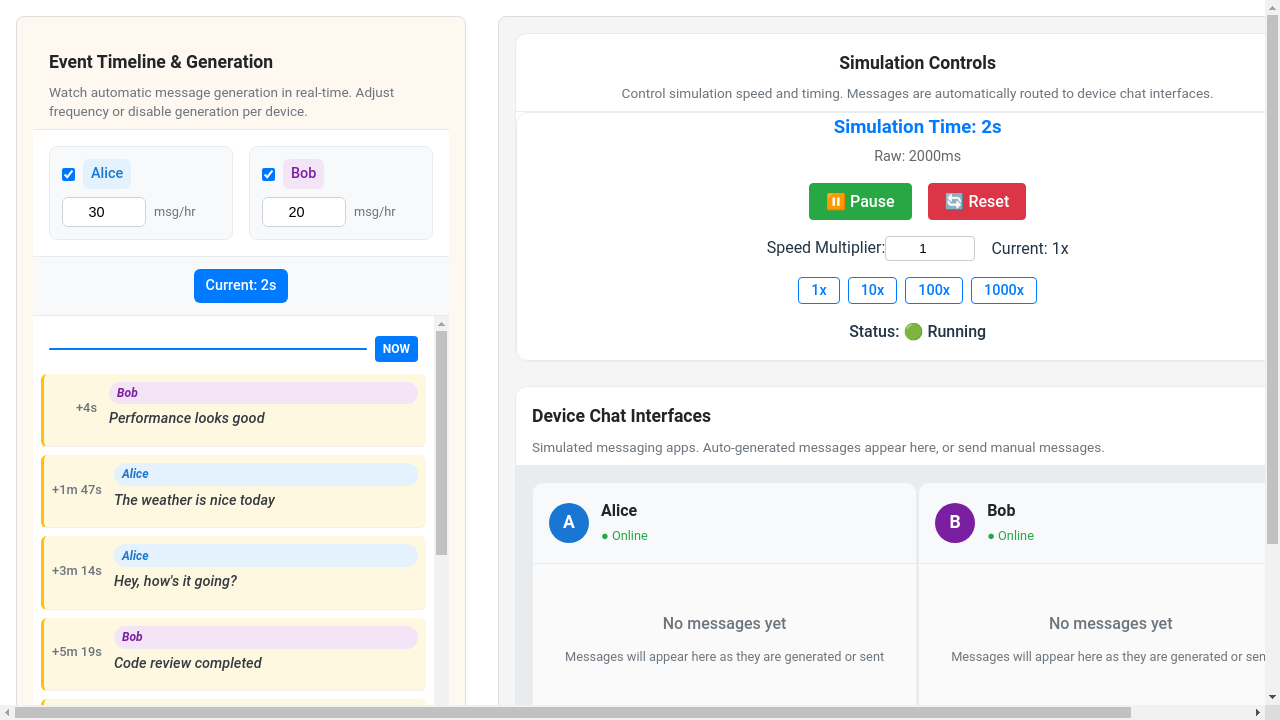 Event Timeline & Generation
Watch automatic message generation in real-time. Adjust
frequency or disable generation per device.
Alice
30
msg/hr
Bob
20
msg/hr
Current: 2s
NOW
+4s
Bob
Performance looks good
+1m 47s
Alice
The weather is nice today
+3m 14s
Alice
Hey, how's it going?
+5m 19s
Bob
Code review completed
Simulation Controls
Control simulation speed and timing. Messages are automatically routed to device chat interfaces.
Simulation Time: 2s
Raw: 2000ms
⏸️ Pause
🔄 Reset
Speed Multiplier:
1
Current: 1x
1x
10x
100x
1000x
Status: 🟢 Running
Device Chat Interfaces
Simulated messaging apps. Auto-generated messages appear here, or send manual messages.
A
Alice
● Online
No messages yet
Messages will appear here as they are generated or sent
B
Bob
● Online
No messages yet
Messages will appear here as they are generated or sen